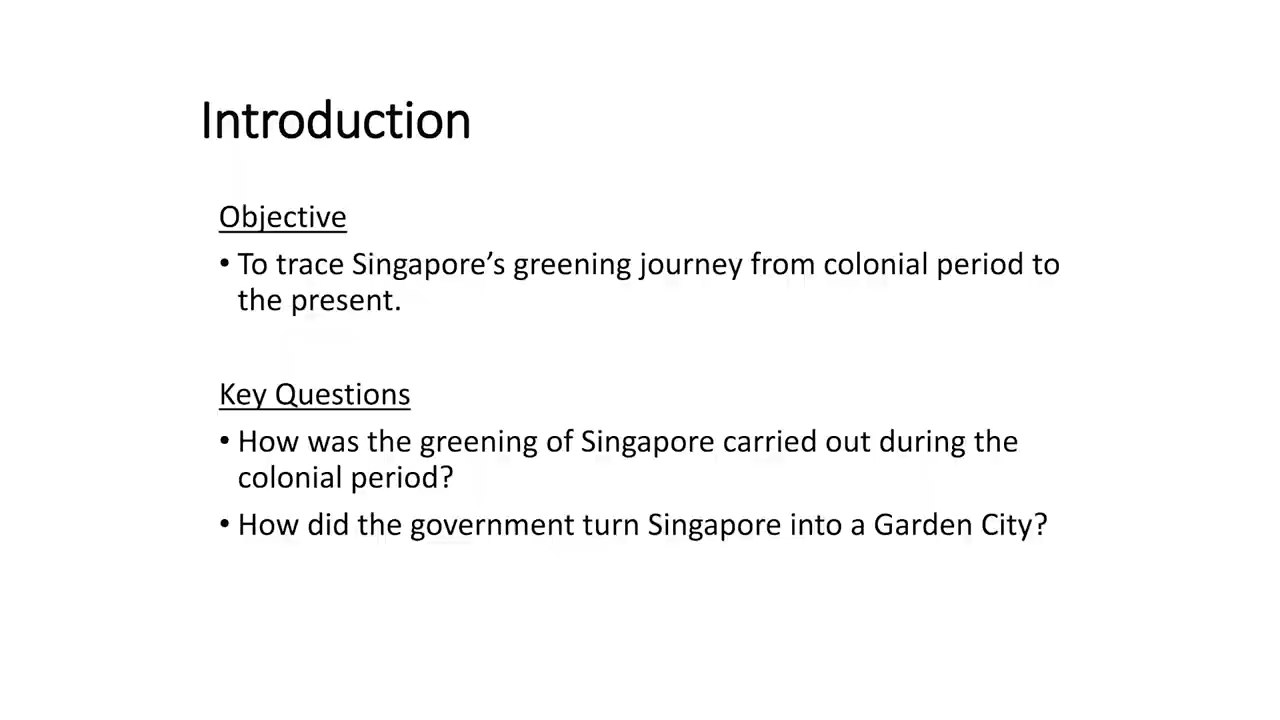 Introduction
Objective
• To trace Singapore’s greening journey from colonial period to
the present.
Key Questions
• How was the greening of Singapore carried out during the
colonial period?
• How did the government turn Singapore into a Garden City?